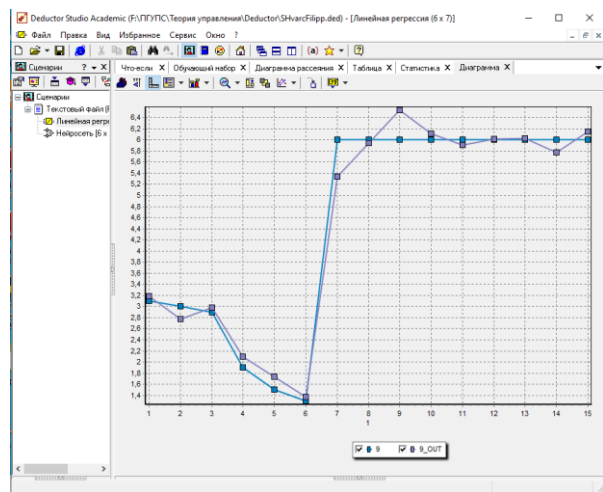 Deductor Studio Academic (F:\ПГУПС\Теория управления\Deductor\SHvarcFilipp.ded) - [Линейная регрессия (6 x 7)]
Файл Правка Вид Избранное Сервис Окно ?
Сценарии ? X
Что-если X Обучающий набор X Диаграмма рассеяния X Таблица X Статистика X Диаграмма X
Сценарии
Текстовый файл (
Линейная регре
Нейросеть [6 x
6,4
6,2
6
5,8
5,6
5,4
5,2
5
4,8
4,6
4,4
4,2
4
3,8
3,6
3,4
3,2
3
2,8
2,6
2,4
2,2
2
1,8
1,6
1,4
1 2 3 4 5 6 7 8 9 10 11 12 13 14 15
1
9 9_OUT